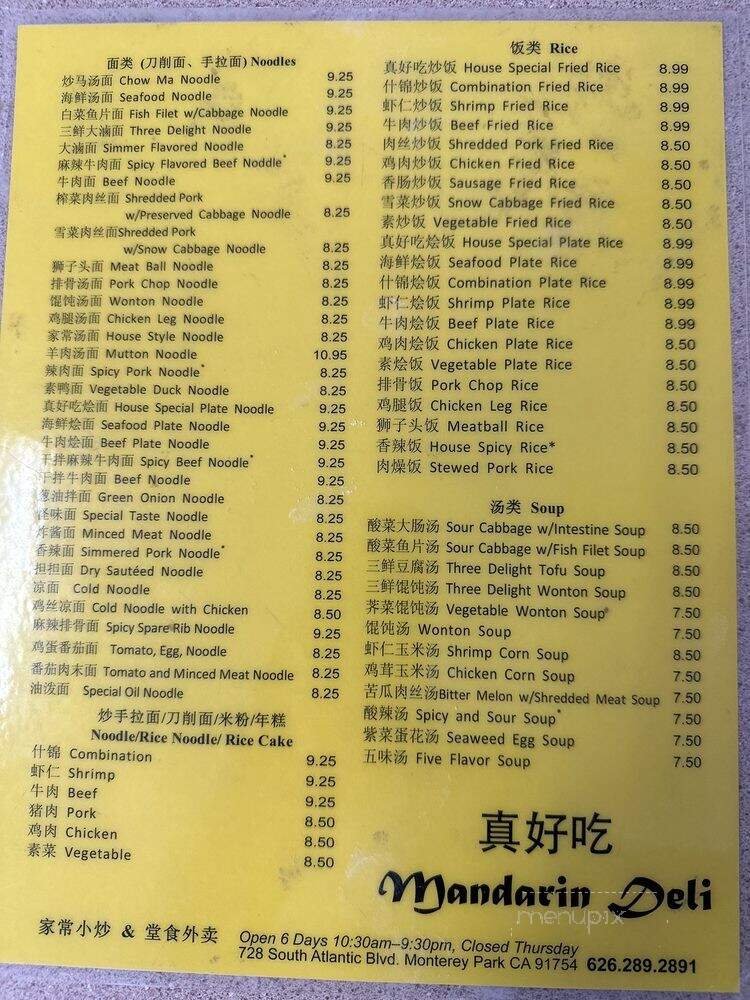 面类 (刀削面、手拉面) Noodles
炒马汤面 Chow Ma Noodle 9.25
海鲜汤面 Seafood Noodle 9.25
白菜鱼片面 Fish Filet w/Cabbage Noodle 9.25
三鲜大滷面 Three Delight Noodle 9.25
大滷面 Simmer Flavored Noodle 8.25
麻辣牛肉面 Spicy Flavored Beef Noddle* 9.25
牛肉面 Beef Noodle 9.25
榨菜肉丝面 Shredded Pork
w/Preserved Cabbage Noodle 8.25
雪菜肉丝面Shredded Pork
w/Snow Cabbage Noodle 8.25
狮子头面 Meat Ball Noodle 8.25
排骨汤面 Pork Chop Noodle 8.25
馄饨汤面 Wonton Noodle 8.25
鸡腿汤面 Chicken Leg Noodle 8.25
家常汤面 House Style Noodle 8.25
羊肉汤面 Mutton Noodle 10.95
辣肉面 Spicy Pork Noodle* 8.25
素鸭面 Vegetable Duck Noodle 8.25
真好吃烩面 House Special Plate Noodle 9.25
海鲜烩面 Seafood Plate Noodle 9.25
牛肉烩面 Beef Plate Noodle 9.25
干拌麻辣牛肉面 Spicy Beef Noodle* 9.25
干拌牛肉面 Beef Noodle 9.25
葱油拌面 Green Onion Noodle 8.25
怪味面 Special Taste Noodle 8.25
炸酱面 Minced Meat Noodle 8.25
香辣面 Simmered Pork Noodle* 8.25
担担面 Dry Sautéed Noodle 8.25
凉面 Cold Noodle 8.25
鸡丝凉面 Cold Noodle with Chicken 8.50
麻辣排骨面 Spicy Spare Rib Noodle 9.25
鸡蛋番茄面 Tomato, Egg, Noodle 8.25
番茄肉末面 Tomato and Minced Meat Noodle 8.25
油泼面 Special Oil Noodle 8.25
炒手拉面/刀削面/米粉/年糕
Noodle/Rice Noodle/ Rice Cake
什锦 Combination 9.25
虾仁 Shrimp 9.25
牛肉 Beef 9.25
猪肉 Pork 8.50
鸡肉 Chicken 8.50
素菜 Vegetable 8.50
饭类 Rice
真好吃炒饭 House Special Fried Rice 8.99
什锦炒饭 Combination Fried Rice 8.99
虾仁炒饭 Shrimp Fried Rice 8.99
牛肉炒饭 Beef Fried Rice 8.99
肉丝炒饭 Shredded Pork Fried Rice 8.50
鸡肉炒饭 Chicken Fried Rice 8.50
香肠炒饭 Sausage Fried Rice 8.50
雪菜炒饭 Snow Cabbage Fried Rice 8.50
素炒饭 Vegetable Fried Rice 8.50
真好吃烩饭 House Special Plate Rice 8.99
海鲜烩饭 Seafood Plate Rice 8.99
什锦烩饭 Combination Plate Rice 8.99
虾仁烩饭 Shrimp Plate Rice 8.99
牛肉烩饭 Beef Plate Rice 8.99
鸡肉烩饭 Chicken Plate Rice 8.50
素烩饭 Vegetable Plate Rice 8.50
排骨饭 Pork Chop Rice 8.50
鸡腿饭 Chicken Leg Rice 8.50
狮子头饭 Meatball Rice 8.50
香辣饭 House Spicy Rice* 8.50
肉燥饭 Stewed Pork Rice 8.50
汤类 Soup
酸菜大肠汤 Sour Cabbage w/Intestine Soup 8.50
酸菜鱼片汤 Sour Cabbage w/Fish Filet Soup 8.50
三鲜豆腐汤 Three Delight Tofu Soup 8.50
三鲜馄饨汤 Three Delight Wonton Soup 8.50
荠菜馄饨汤 Vegetable Wonton Soup 7.50
馄饨汤 Wonton Soup 7.50
虾仁玉米汤 Shrimp Corn Soup 8.50
鸡茸玉米汤 Chicken Corn Soup 7.50
苦瓜肉丝汤Bitter Melon w/Shredded Meat Soup 7.50
酸辣汤 Spicy and Sour Soup* 7.50
紫菜蛋花汤 Seaweed Egg Soup 7.50
五味汤 Five Flavor Soup 7.50
真好吃
Mandarin Deli
menupix
家常小炒 & 堂食外卖
Open 6 Days 10:30am–9:30pm, Closed Thursday
728 South Atlantic Blvd. Monterey Park CA 91754 626.289.2891